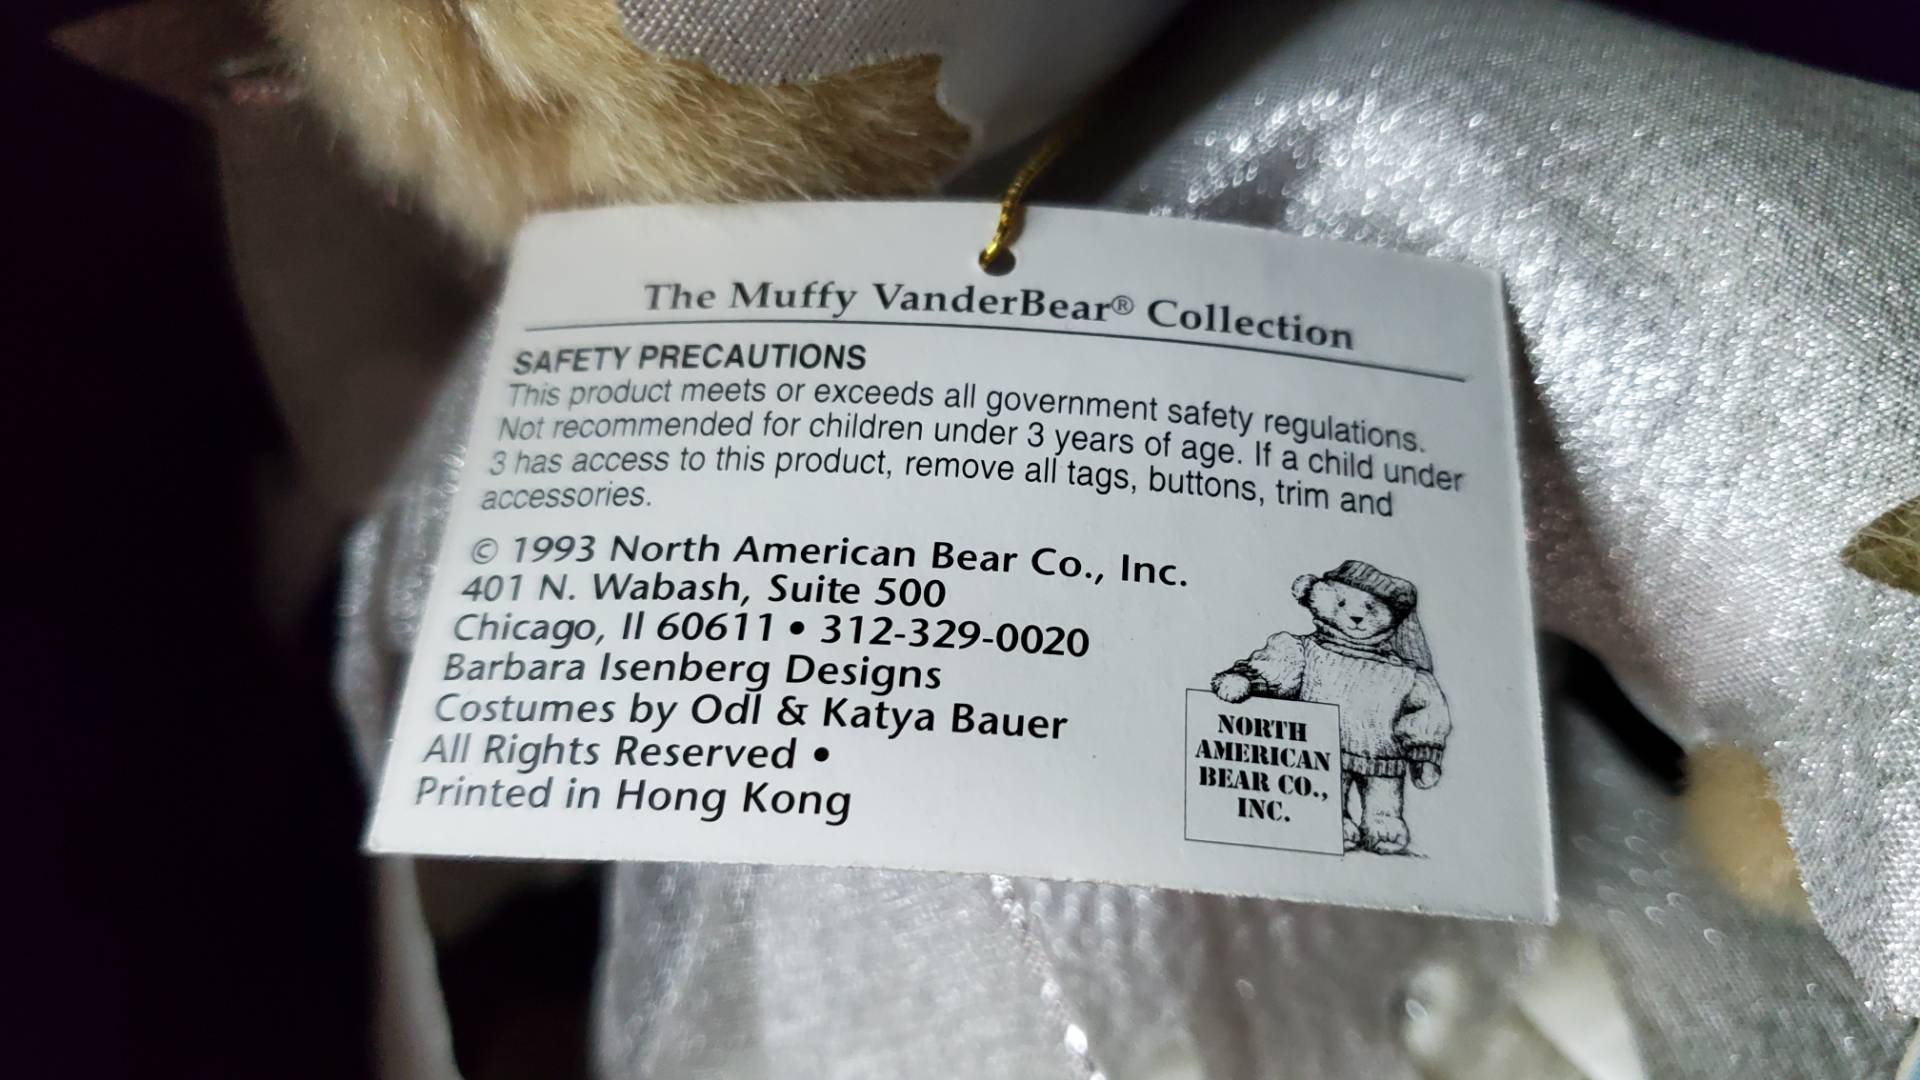 The Muffy VanderBear® Collection
SAFETY PRECAUTIONS
This product meets or exceeds all government safety regulations.
Not recommended for children under 3 years of age. If a child under
3 has access to this product, remove all tags, buttons, trim and
accessories.
© 1993 North American Bear Co., Inc.
401 N. Wabash, Suite 500
Chicago, Il 60611 • 312-329-0020
Barbara Isenberg Designs
Costumes by Odl & Katya Bauer
All Rights Reserved •
Printed in Hong Kong
NORTH
AMERICAN
BEAR CO.,
INC.